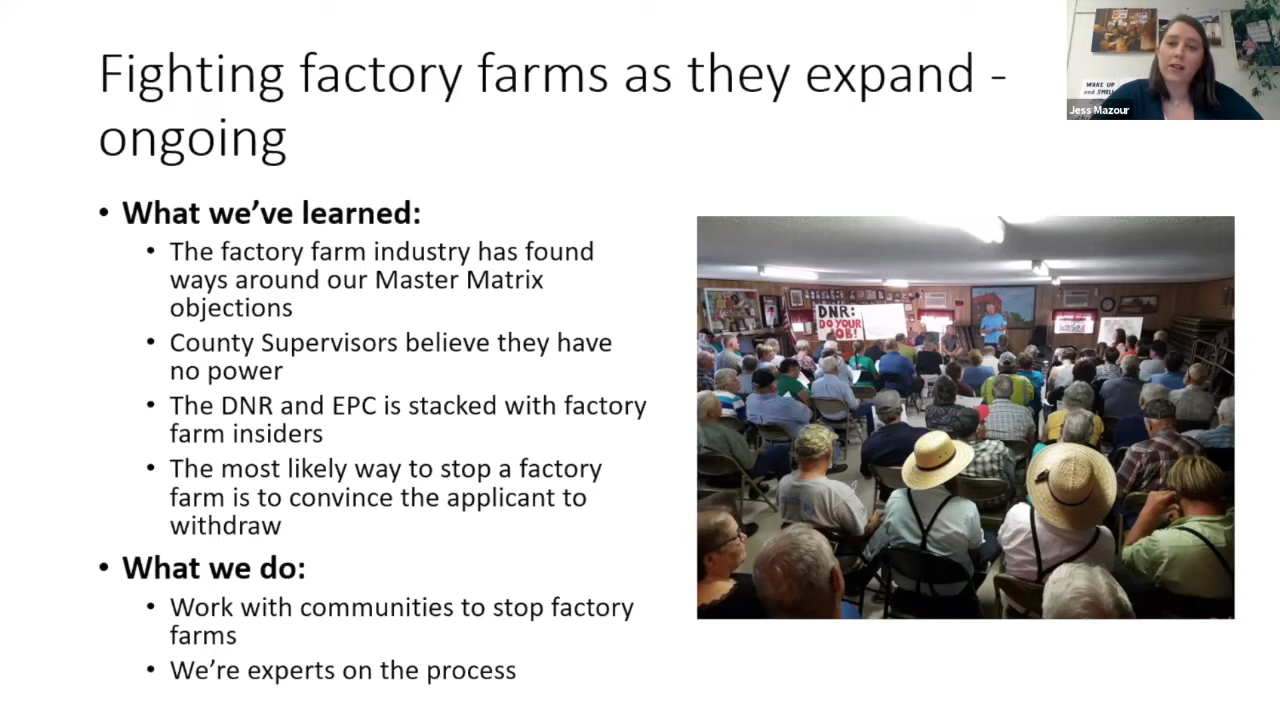 Fighting factory farms as they expand -
ongoing
• What we’ve learned:
• The factory farm industry has found
ways around our Master Matrix
objections
• County Supervisors believe they have
no power
• The DNR and EPC is stacked with factory
farm insiders
• The most likely way to stop a factory
farm is to convince the applicant to
withdraw
• What we do:
• Work with communities to stop factory
farms
• We’re experts on the process
WAKE UP
and SMELL
Jess Mazour
DNR:
DO YOUR
JOB!